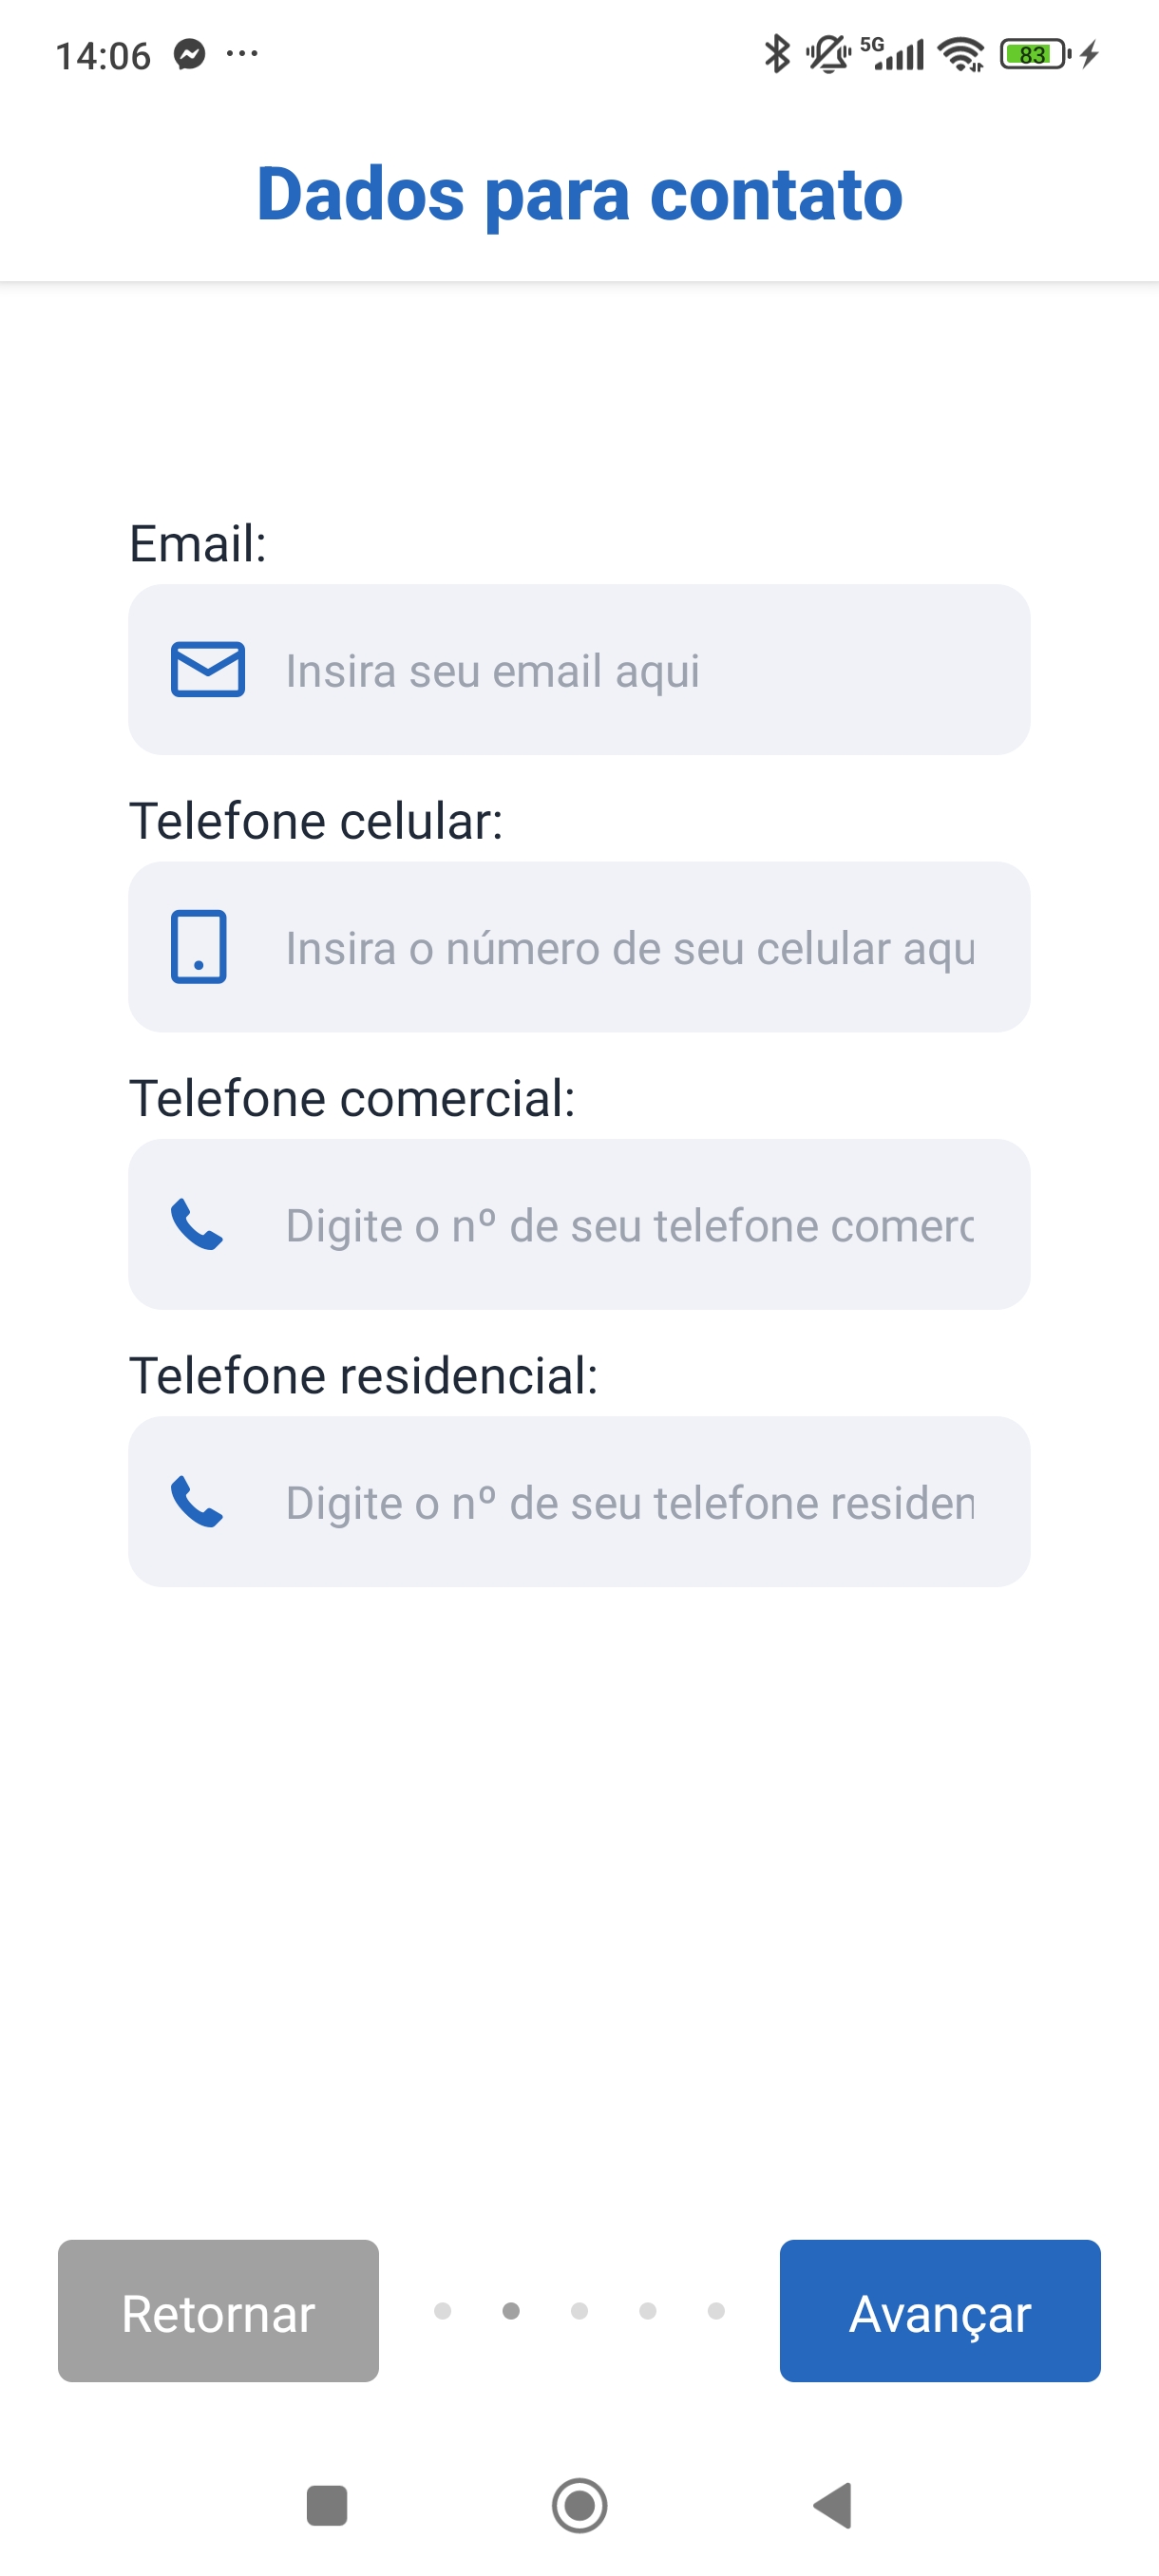 14:06
5G
83
Dados para contato
Email:
Insira seu email aqui
Telefone celular:
Insira o número de seu celular aqu
Telefone comercial:
Digite o nº de seu telefone comerc
Telefone residencial:
Digite o nº de seu telefone residen
Retornar
Avançar